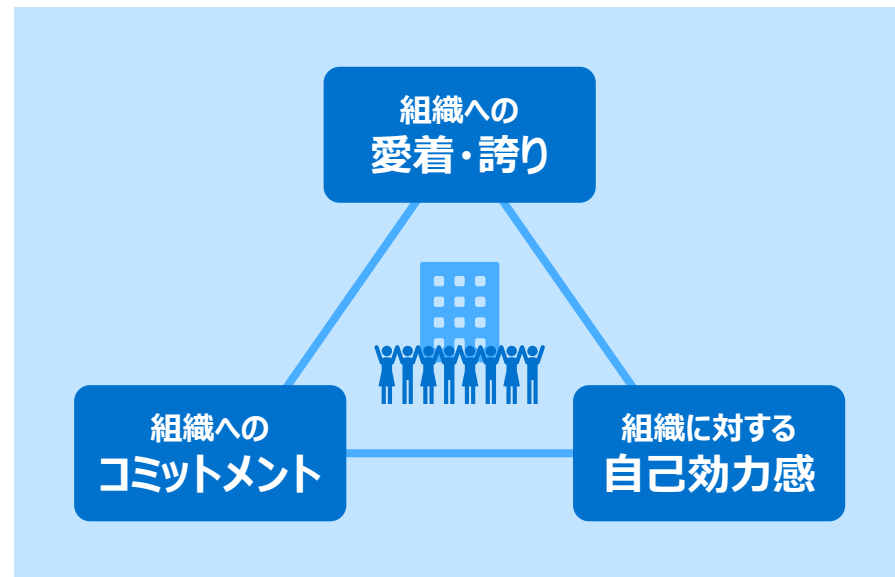 組織への
愛着・誇り
組織への
コミットメント
組織に対する
自己効力感